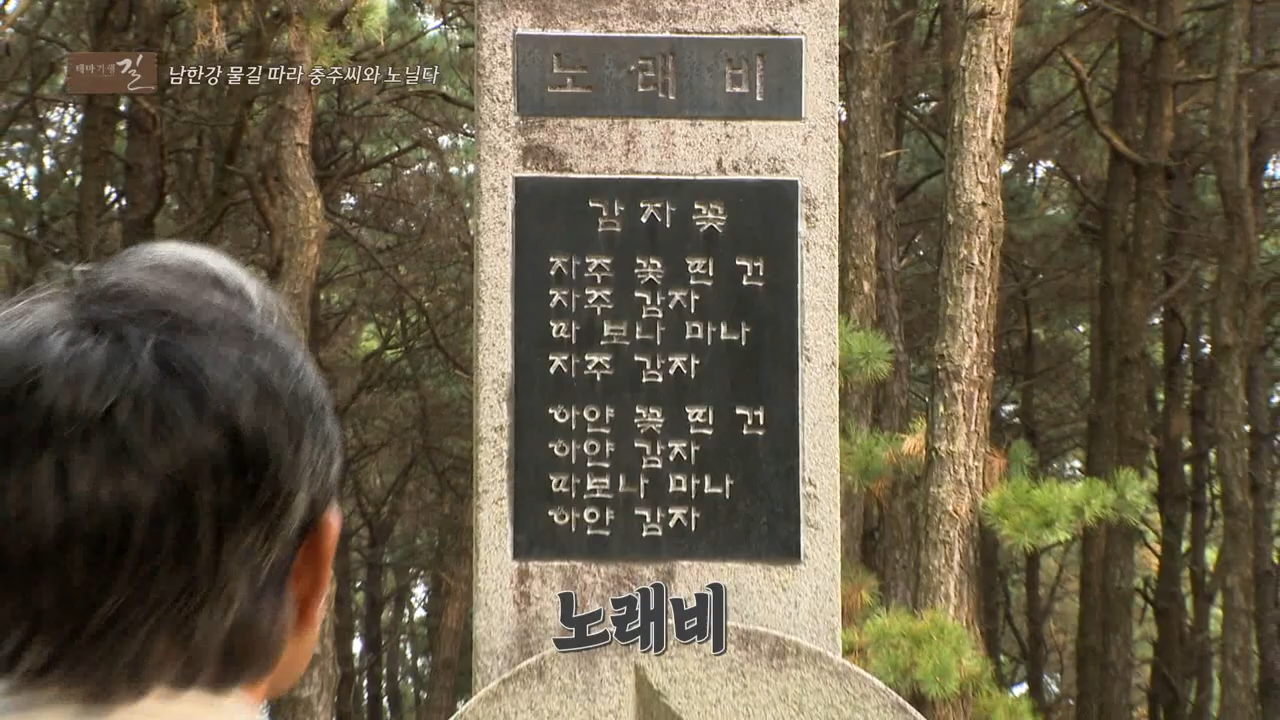 테마기행 길
남한강 물길 따라 충주씨와 노닐다
노래비
감자꽃
자주 꽃 핀 건
자주 감자
파 보나 마나
자주 감자
하얀 꽃 핀 건
하얀 감자
파보나 마나
하얀 감자
노래비